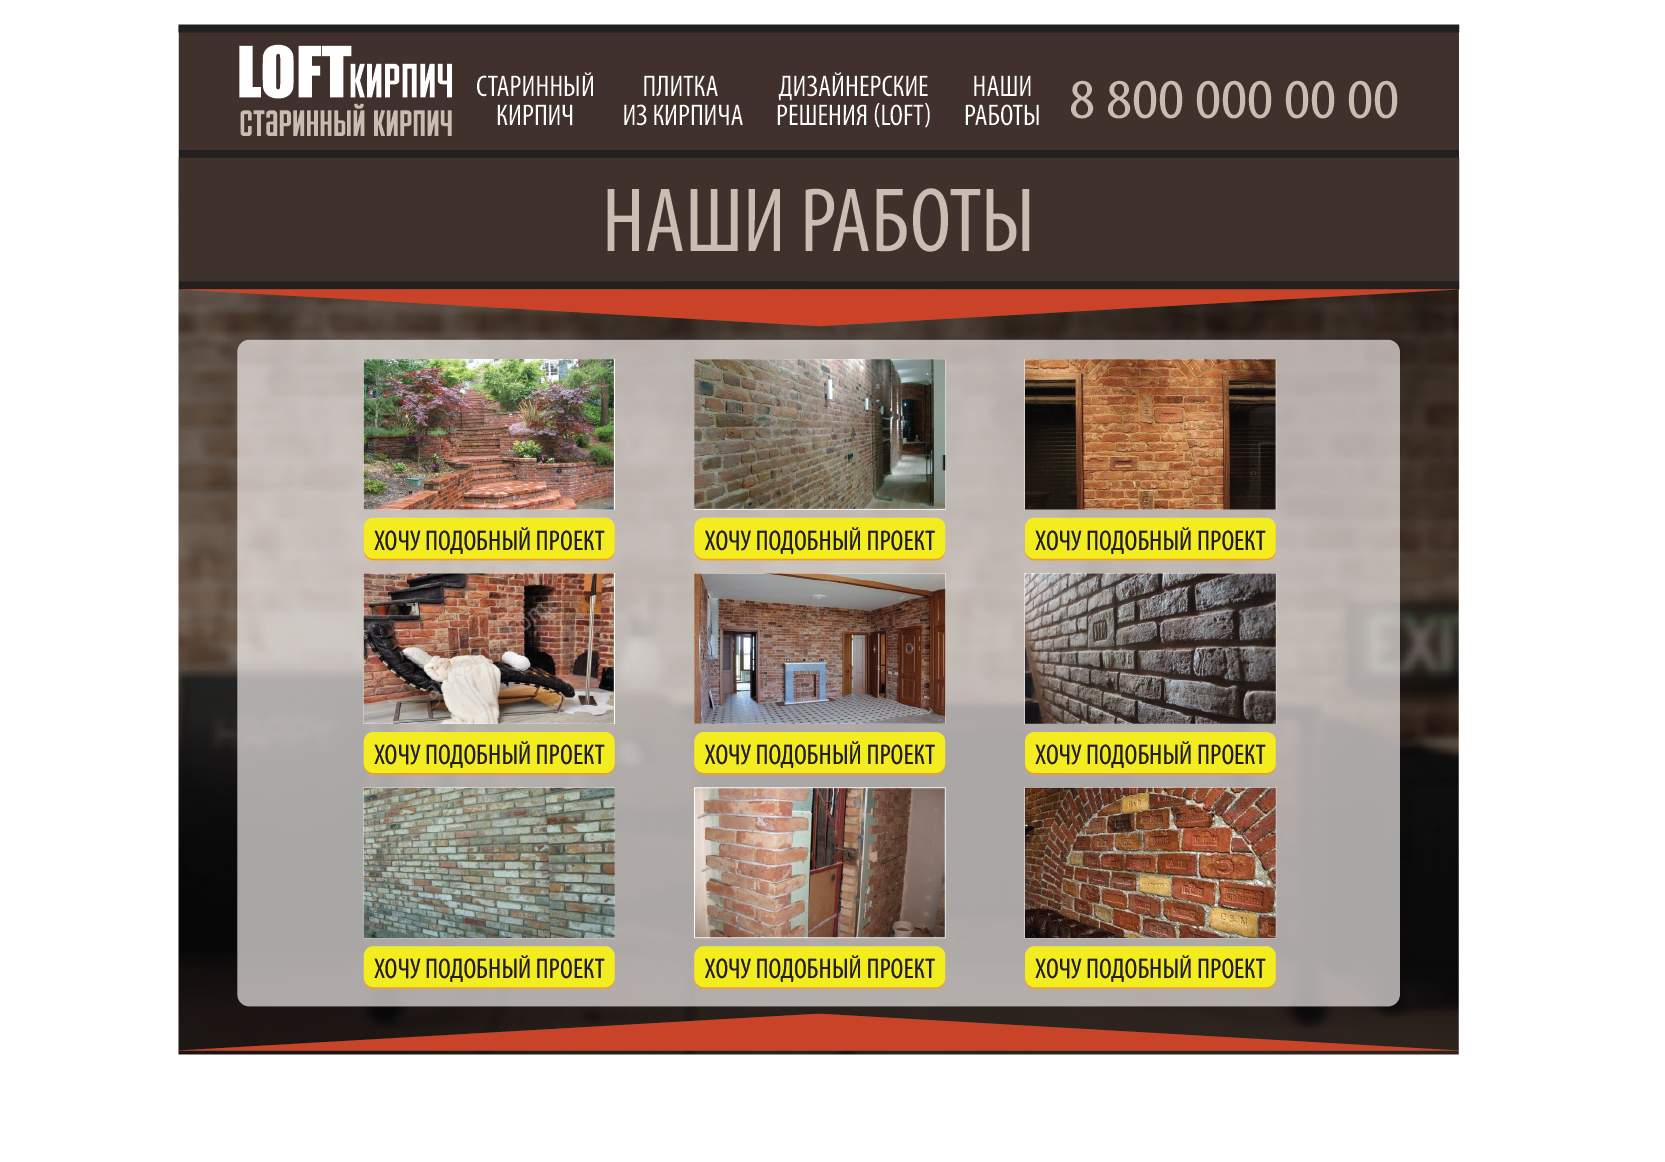 LOFTКИРПИЧ
СТАРИННЫЙ КИРПИЧ
СТАРИННЫЙ
КИРПИЧ
ПЛИТКА
ИЗ КИРПИЧА
ДИЗАЙНЕРСКИЕ
РЕШЕНИЯ (LOFT)
НАШИ
РАБОТЫ
8 800 000 00 00
НАШИ РАБОТЫ
ХОЧУ ПОДОБНЫЙ ПРОЕКТ
ХОЧУ ПОДОБНЫЙ ПРОЕКТ
ХОЧУ ПОДОБНЫЙ ПРОЕКТ
EXI
ХОЧУ ПОДОБНЫЙ ПРОЕКТ
ХОЧУ ПОДОБНЫЙ ПРОЕКТ
ХОЧУ ПОДОБНЫЙ ПРОЕКТ
ХОЧУ ПОДОБНЫЙ ПРОЕКТ
ХОЧУ ПОДОБНЫЙ ПРОЕКТ
ХОЧУ ПОДОБНЫЙ ПРОЕКТ